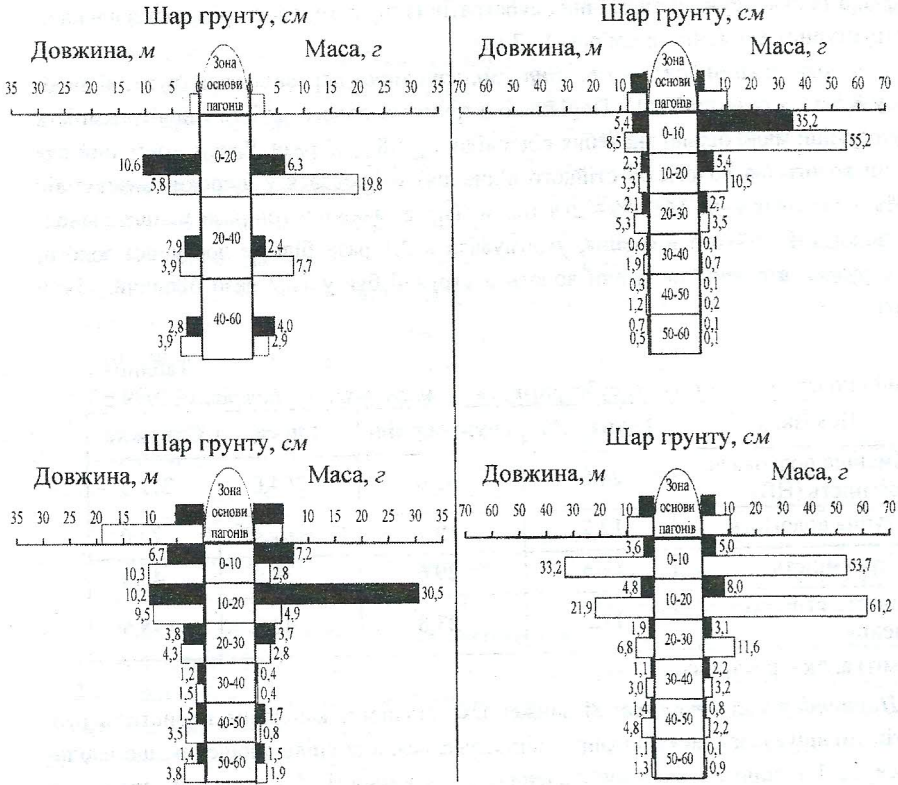 Шар грунту, см
Довжина, м Маса, г
Зона основи пагонів
35 30 25 20 15 10 5 5 10 15 20 25 30 35
0-20
10,6 6,3
5,8 19,8
20-40
2,9 2,4
3,9 7,7
40-60
2,8 4,0
3,9 2,9
Шар грунту, см
Довжина, м Маса, г
Зона основи пагонів
70 60 50 40 30 20 10 10 20 30 40 50 60 70
5,4 0-10 35,2
8,5 55,2
2,3 10-20 5,4
3,3 10,5
2,1 20-30 2,7
5,3 3,5
0,6 30-40 0,1
1,9 0,7
0,3 40-50 0,1
1,2 0,2
0,7 50-60 0,1
0,5 0,1
Шар грунту, см
Довжина, м Маса, г
Зона основи пагонів
35 30 25 20 15 10 5 5 10 15 20 25 30 35
6,7 0-10 7,2
10,3 2,8
10,2 10-20 30,5
9,5 4,9
3,8 20-30 3,7
4,3 2,8
1,2 30-40 0,4
1,5 0,4
1,5 40-50 1,7
3,5 0,8
1,4 50-60 1,5
3,8 1,9
Шар грунту, см
Довжина, м Маса, г
Зона основи пагонів
70 60 50 40 30 20 10 10 20 30 40 50 60 70
3,6 0-10 5,0
33,2 53,7
4,8 10-20 8,0
21,9 61,2
1,9 20-30 3,1
6,8 11,6
1,1 30-40 2,2
3,0 3,2
1,4 40-50 0,8
4,8 2,2
1,1 50-60 0,1
1,3 0,9